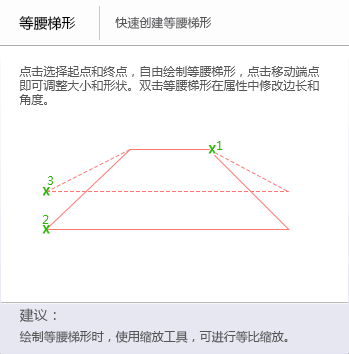 等腰梯形 快速创建等腰梯形
点击选择起点和终点，自由绘制等腰梯形，点击移动端点
即可调整大小和形状。双击等腰梯形在属性中修改边长和
角度。
1
3
2
建议：
绘制等腰梯形时，使用缩放工具，可进行等比缩放。